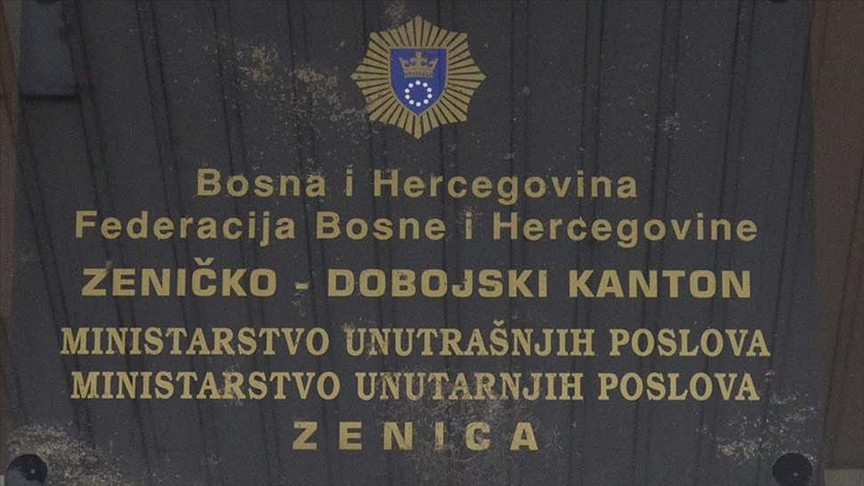 Bosna i Hercegovina
Federacija Bosne i Hercegovine
ZENIČKO - DOBOJSKI KANTON
MINISTARSTVO UNUTRAŠNJIH POSLOVA
MINISTARSTVO UNUTARNJIH POSLOVA
ZENICA